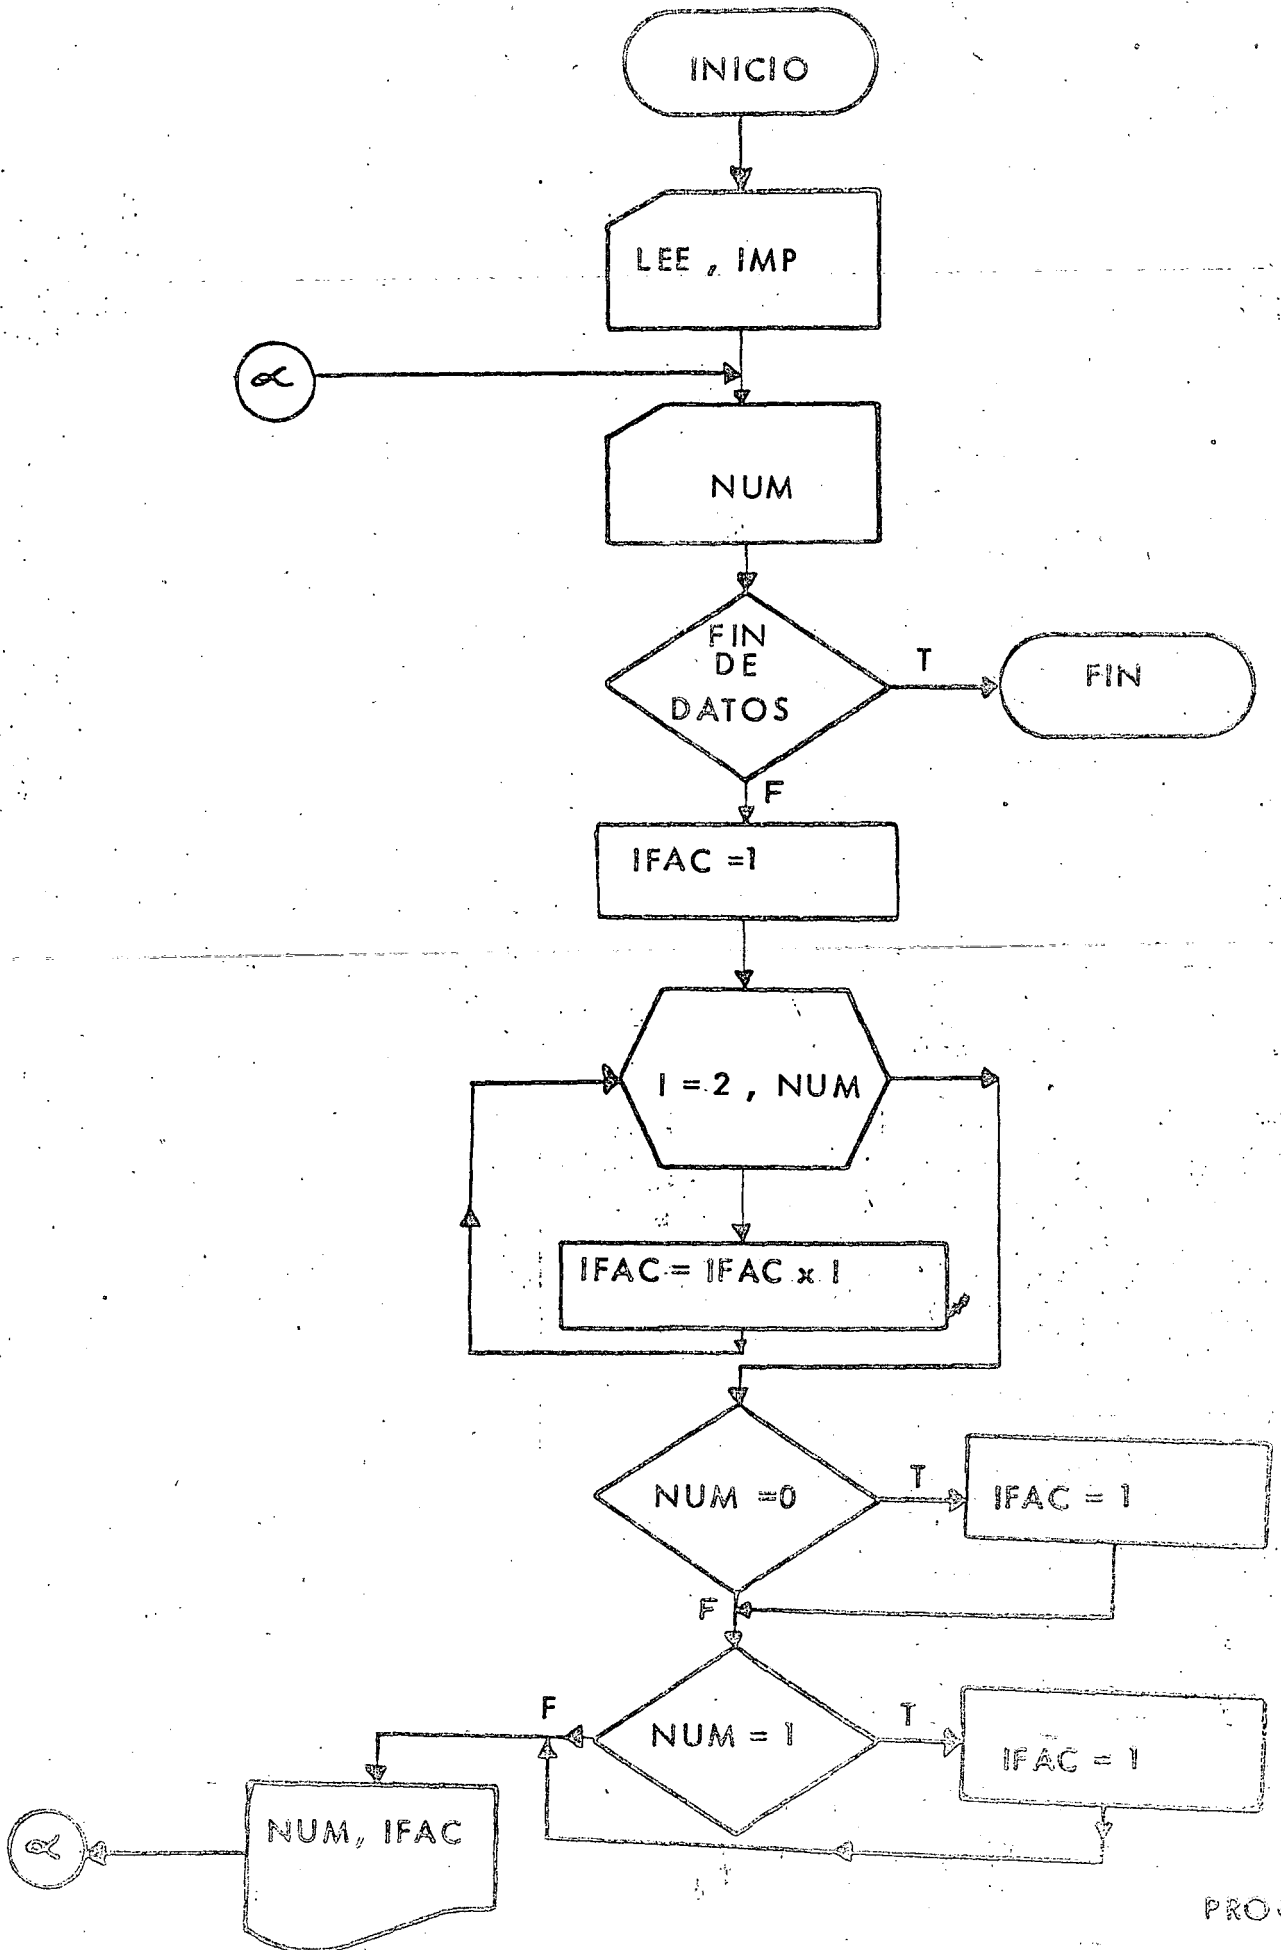 INICIO
LEE , IMP
α
NUM
FIN
DE
DATOS
T
FIN
F
IFAC =1
I = 2 , NUM
IFAC = IFAC x I
NUM =0
T
IFAC = 1
F
NUM = 1
F
T
IFAC = 1
NUM, IFAC
α